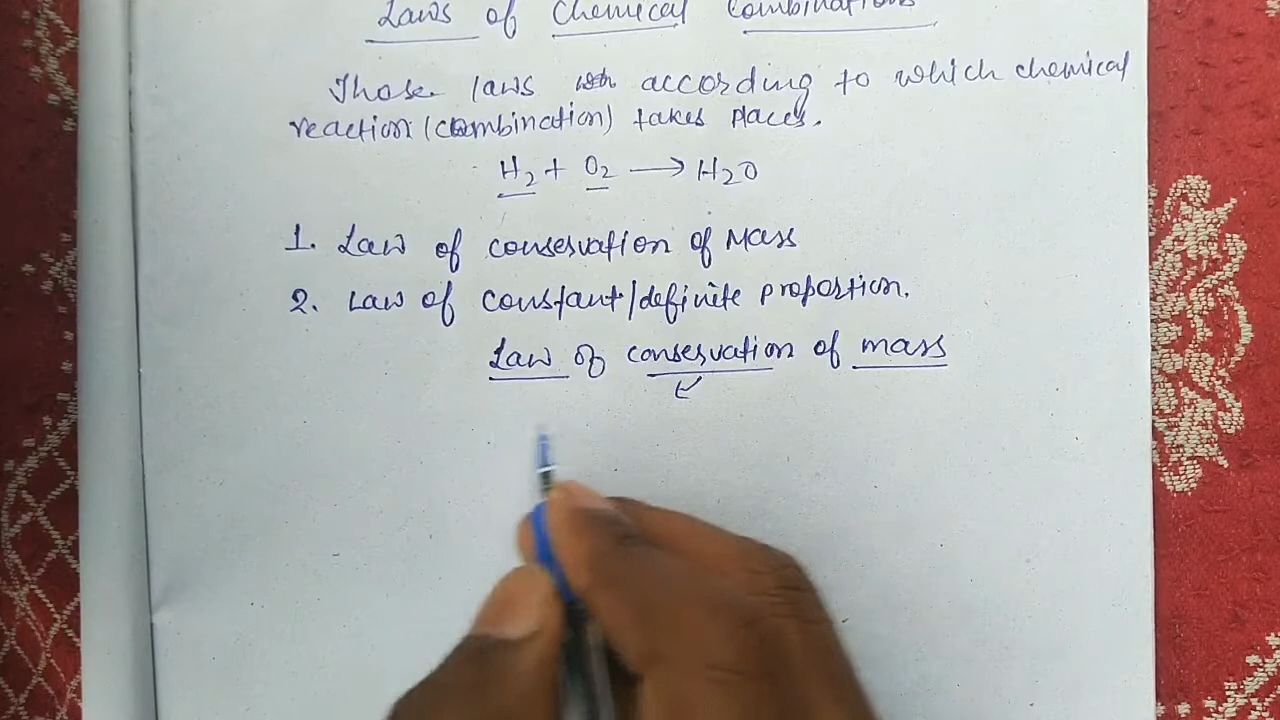 Laws of Chemical Combinations
Those laws according to which chemical
reaction (combination) takes places.
H2 + O2 → H2O
1. Law of conservation of Mass
2. Law of constant/definite proportion.
Law of conservation of mass